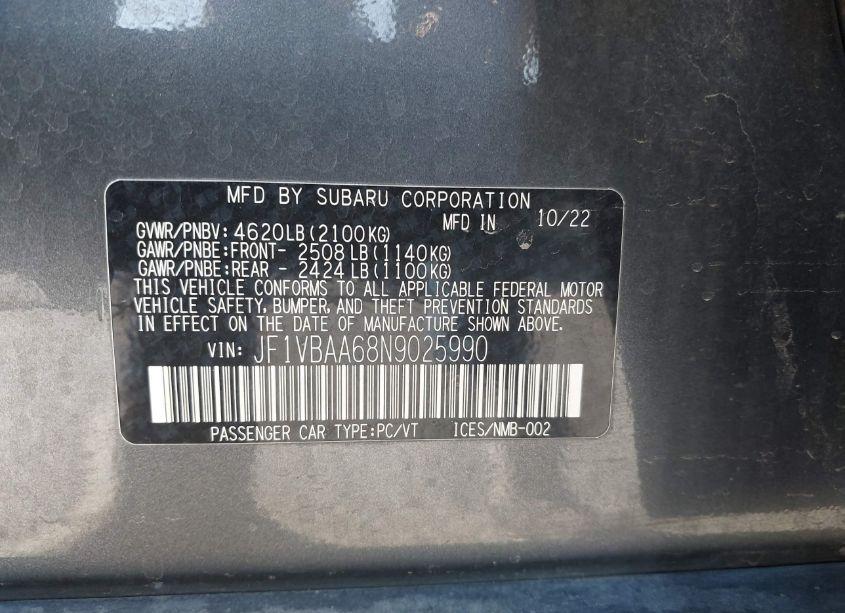 MFD BY SUBARU CORPORATION
MFD IN 10/22
GVWR/PNBV: 4620LB(2100KG)
GAWR/PNBE:FRONT- 2508LB(1140KG)
GAWR/PNBE:REAR - 2424LB(1100KG)
THIS VEHICLE CONFORMS TO ALL APPLICABLE FEDERAL MOTOR
VEHICLE SAFETY, BUMPER, AND THEFT PREVENTION STANDARDS
IN EFFECT ON THE DATE OF MANUFACTURE SHOWN ABOVE.
VIN: JF1VBAA68N9025990
PASSENGER CAR TYPE:PC/VT ICES/NMB-002